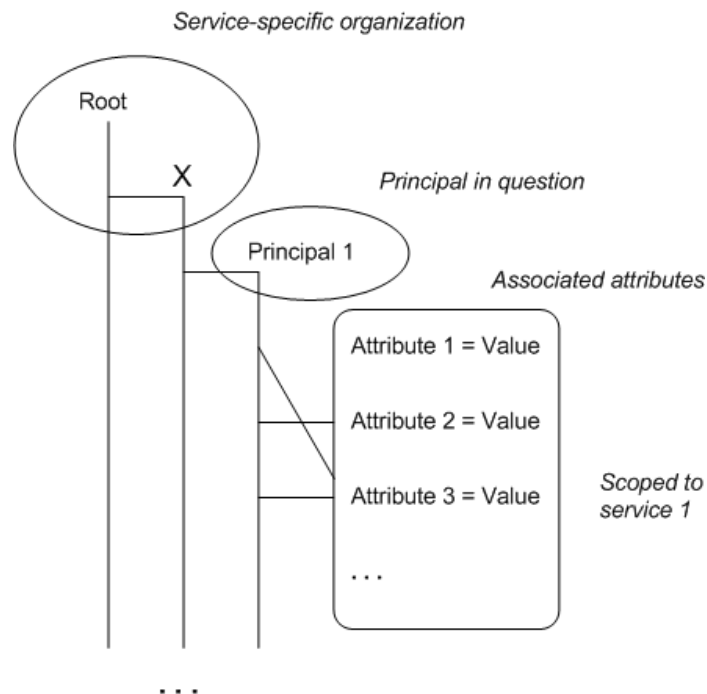 Service-specific organization
Root
X
Principal in question
Principal 1
Associated attributes
Attribute 1 = Value
Attribute 2 = Value
Attribute 3 = Value
Scoped to
service 1
...
...